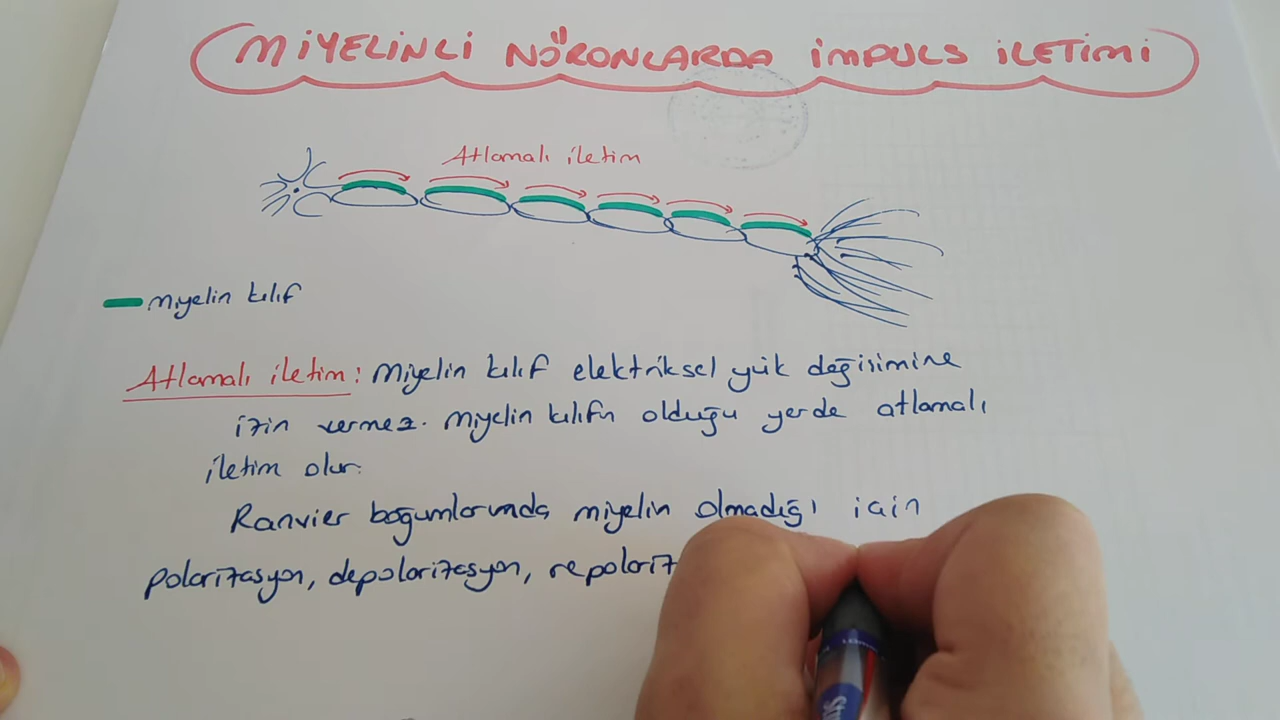 MİYELİNLİ NÖRONLARDA İMPULS İLETİMİ
Atlamalı iletim
miyelin kılıf
Atlamalı iletim: Miyelin kılıf elektriksel yük değişimine
izin vermez. Miyelin kılıfın olduğu yerde atlamalı
iletim olur.
Ranvier boğumlarında miyelin olmadığı için
polarizasyon, depolarizasyon, repolariz